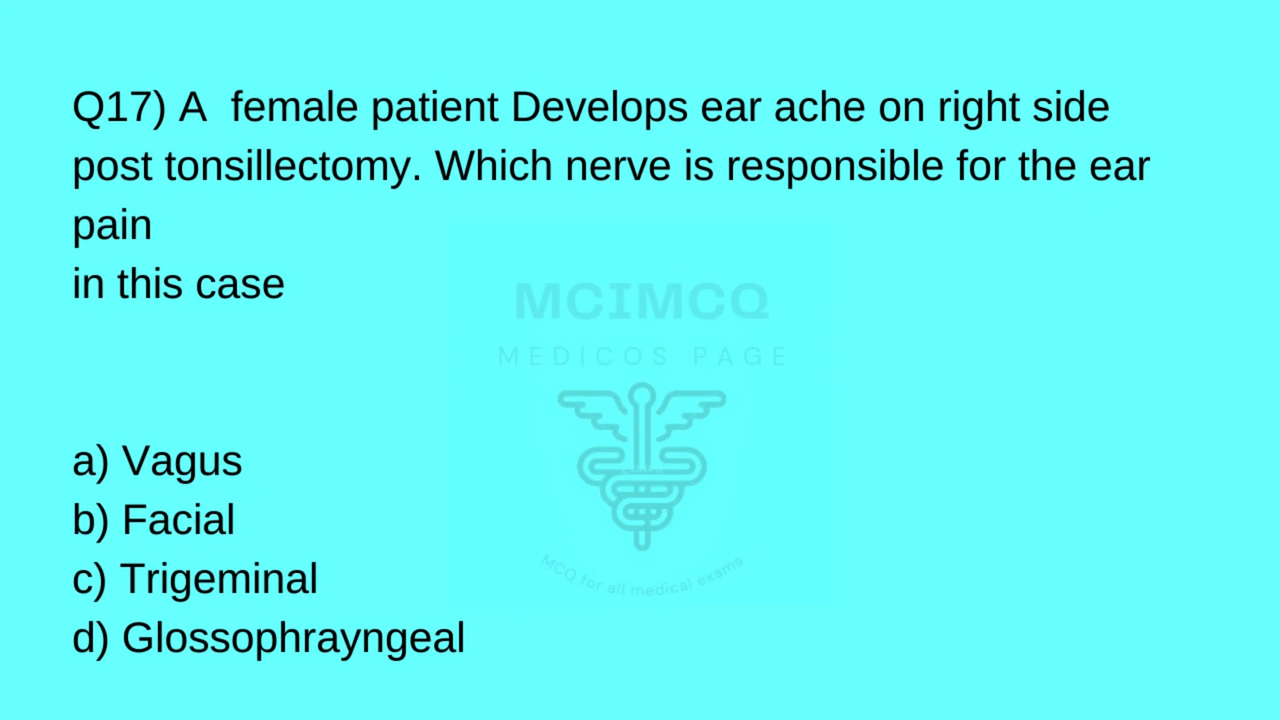 Q17) A  female patient Develops ear ache on right side
post tonsillectomy. Which nerve is responsible for the ear
pain
in this case
MCIMCQ
MEDICOS PAGE
MCQ for all medical exams
a) Vagus
b) Facial
c) Trigeminal
d) Glossophrayngeal